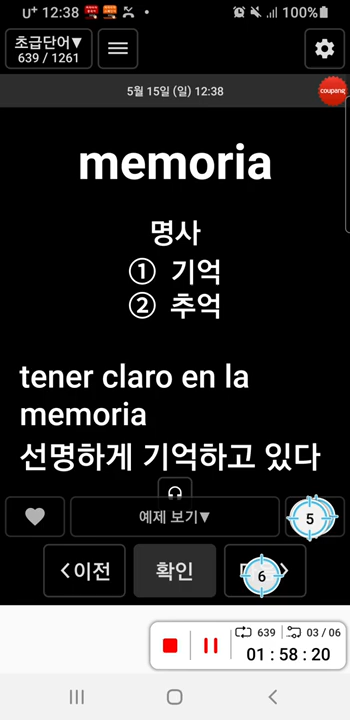 U+ 12:38 100%
초급단어▼
639 / 1261
5월 15일 (일) 12:38
coupang
memoria
명사
① 기억
② 추억
tener claro en la
memoria
선명하게 기억하고 있다
예제 보기▼
5
이전
확인
6
639 03 / 06
01 : 58 : 20